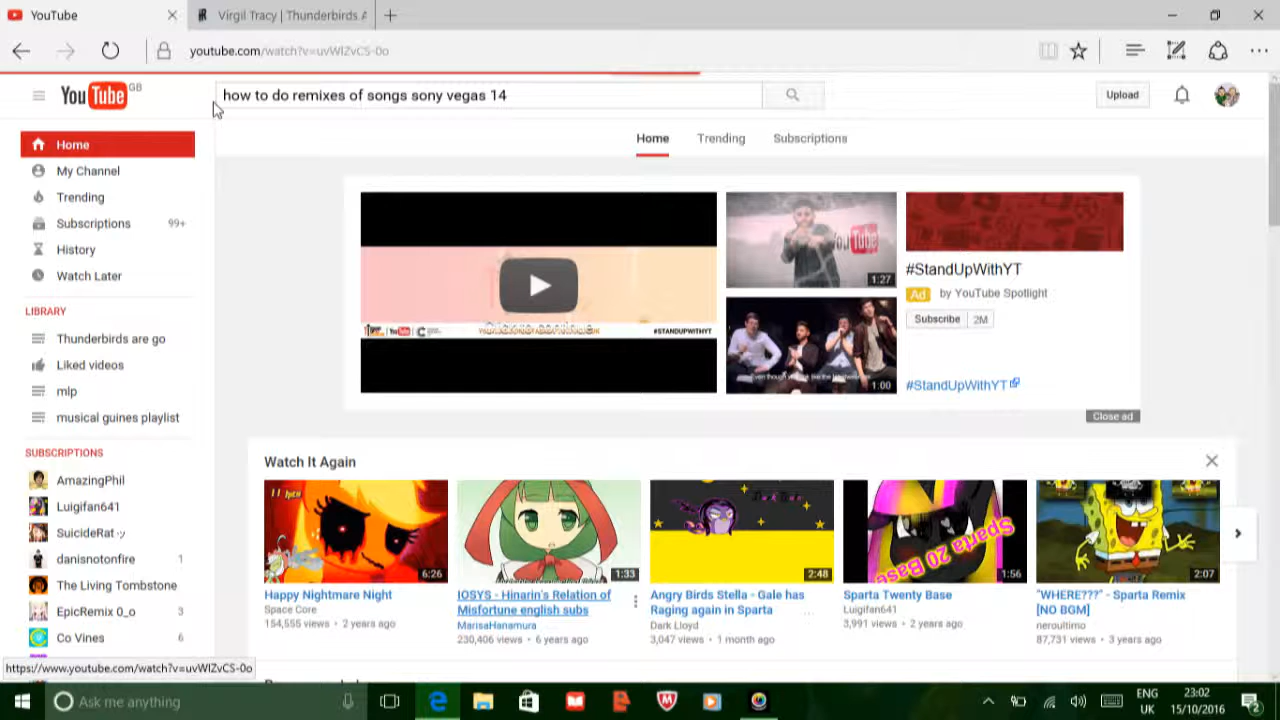 YouTube
Virgil Tracy | Thunderbirds A
youtube.com/watch?v=uvWlZvCS-0o
YouTube GB
how to do remixes of songs sony vegas 14
Upload
Home
Trending
Subscriptions
Home
My Channel
Trending
Subscriptions 99+
History
Watch Later
LIBRARY
Thunderbirds are go
Liked videos
mlp
musical guines playlist
SUBSCRIPTIONS
AmazingPhil
Luigifan641
SuicideRat ツ
danisnotonfire 1
The Living Tombstone
EpicRemix 0_o 3
Co Vines 6
YouTube
#STANDUPWITHYT
YouTube
1:27
1:00
#StandUpWithYT
Ad by YouTube Spotlight
Subscribe 2M
#StandUpWithYT
Close ad
Watch It Again
6:26
Happy Nightmare Night
Space Core
154,555 views • 2 years ago
1:33
IOSYS - Hinarin's Relation of
Misfortune english subs
MarisaHanamura
230,406 views • 6 years ago
2:48
Angry Birds Stella - Gale has
Raging again in Sparta
Dark Lloyd
3,047 views • 1 month ago
Sparta 20 Base
1:56
Sparta Twenty Base
Luigifan641
3,991 views • 2 years ago
2:07
"WHERE???" - Sparta Remix
[NO BGM]
neroultimo
87,731 views • 3 years ago
https://www.youtube.com/watch?v=uvWlZvCS-0o
Ask me anything
ENG
UK
23:02
15/10/2016
2